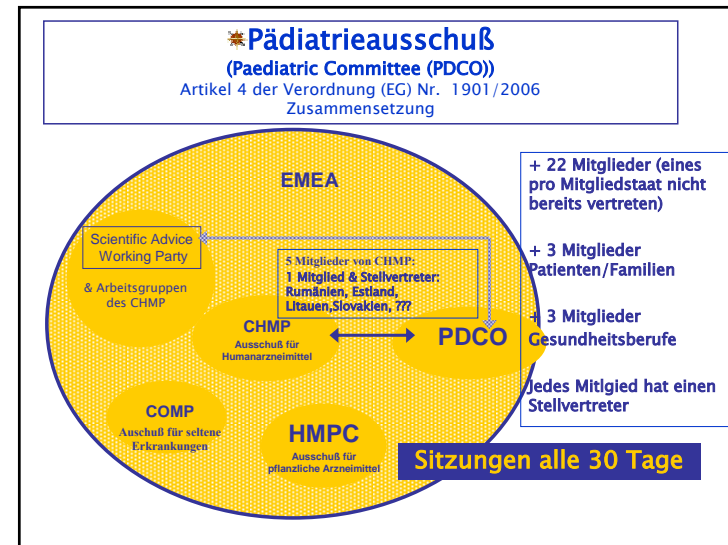 Pädiatrieausschuß
(Paediatric Committee (PDCO))
Artikel 4 der Verordnung (EG) Nr. 1901/2006
Zusammensetzung
EMEA
Scientific Advice
Working Party
& Arbeitsgruppen
des CHMP
5 Mitglieder von CHMP:
1 Mitglied & Stellvertreter:
Rumänien, Estland,
Litauen,Slovakien, ???
CHMP
Ausschuß für
Humanarzneimittel
PDCO
COMP
Auschuß für seltene
Erkrankungen
HMPC
Ausschuß für
pflanzliche Arzneimittel
+ 22 Mitglieder (eines
pro Mitgliedstaat nicht
bereits vertreten)
+ 3 Mitglieder
Patienten/Familien
+ 3 Mitglieder
Gesundheitsberufe
Jedes Mitlgied hat einen
Stellvertreter
Sitzungen alle 30 Tage